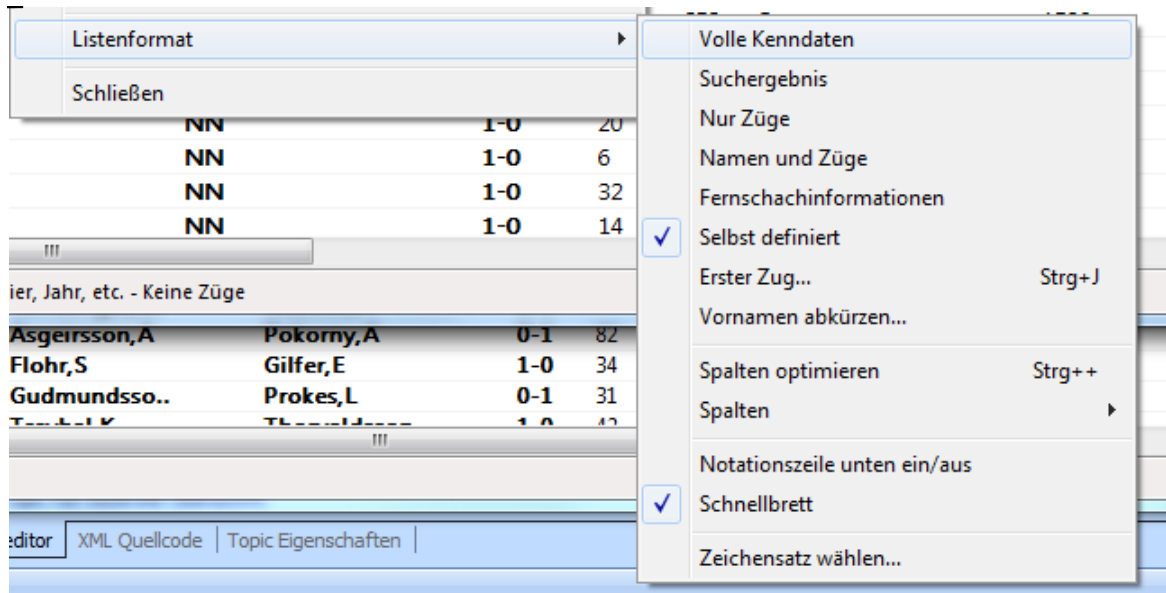 Listenformat
Schließen
Volle Kenndaten
Suchergebnis
Nur Züge
Namen und Züge
Fernschachinformationen
Selbst definiert
Erster Zug... Strg+J
Vornamen abkürzen...
Spalten optimieren Strg++
Spalten
Notationszeile unten ein/aus
Schnellbrett
Zeichensatz wählen...
NN 1-0 20
NN 1-0 6
NN 1-0 32
NN 1-0 14
ier, Jahr, etc. - Keine Züge
Asgeirsson,A Pokorny,A 0-1 82
Flohr,S Gilfer,E 1-0 34
Gudmundsso.. Prokes,L 0-1 31
editor XML Quellcode Topic Eigenschaften